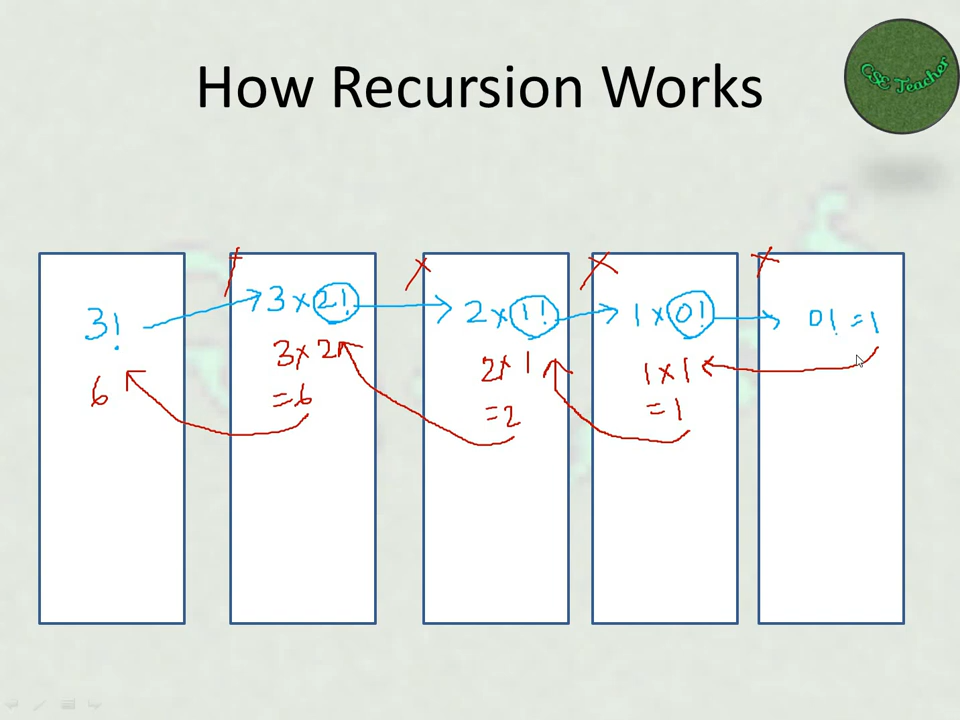 How Recursion Works
CSE Teacher
3!
6
3 × 2!
3 × 2
= 6
2 × 1!
2 × 1
= 2
1 × 0!
1 × 1
= 1
0! = 1